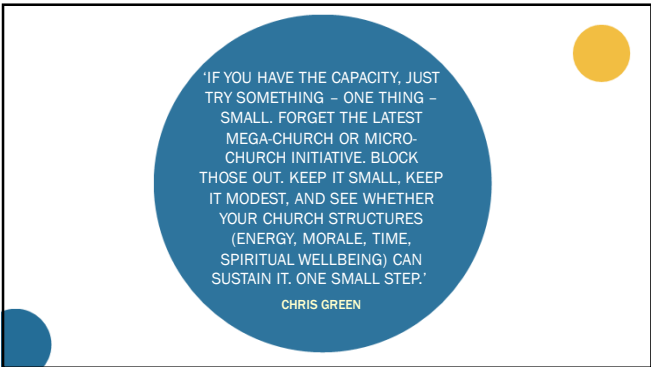 ‘IF YOU HAVE THE CAPACITY, JUST
TRY SOMETHING – ONE THING –
SMALL. FORGET THE LATEST
MEGA-CHURCH OR MICRO-
CHURCH INITIATIVE. BLOCK
THOSE OUT. KEEP IT SMALL, KEEP
IT MODEST, AND SEE WHETHER
YOUR CHURCH STRUCTURES
(ENERGY, MORALE, TIME,
SPIRITUAL WELLBEING) CAN
SUSTAIN IT. ONE SMALL STEP.’
CHRIS GREEN